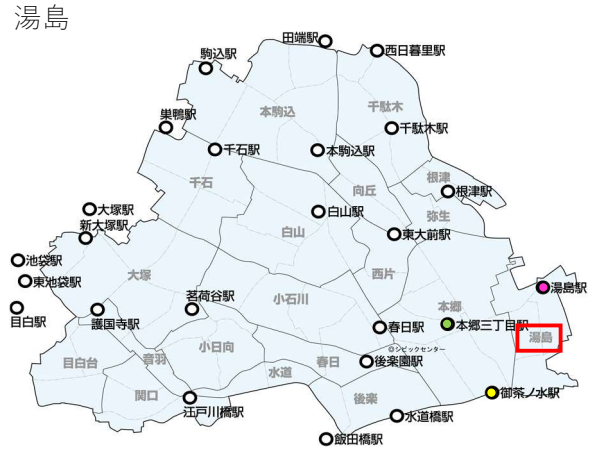 湯島
田端駅
西日暮里駅
駒込駅
本駒込
千駄木
巣鴨駅
千駄木駅
千石駅
本駒込駅
千石
根津
向丘
根津駅
大塚駅
白山駅
弥生
新大塚駅
白山
東大前駅
池袋駅
西片
東池袋駅
大塚
湯島駅
茗荷谷駅
小石川
目白駅
護国寺駅
本郷
春日駅
本郷三丁目駅
湯島
小日向
◎シビックセンター
目白台
音羽
春日
後楽園駅
水道
関口
後楽
御茶ノ水駅
江戸川橋駅
水道橋駅
飯田橋駅